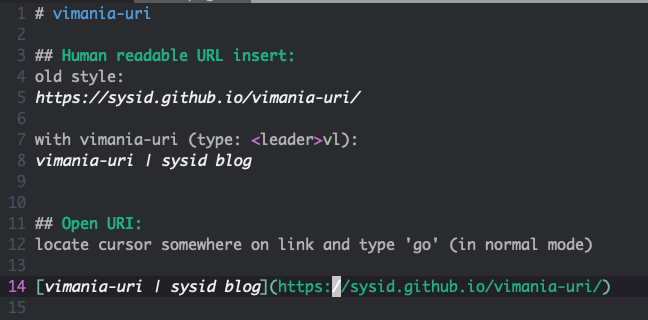 1 # vimania-uri
2
3 ## Human readable URL insert:
4 old style:
5 https://sysid.github.io/vimania-uri/
6
7 with vimania-uri (type: <leader>vl):
8 vimania-uri | sysid blog
9
10
11 ## Open URI:
12 locate cursor somewhere on link and type 'go' (in normal mode)
13
14 [vimania-uri | sysid blog](https://sysid.github.io/vimania-uri/)
15